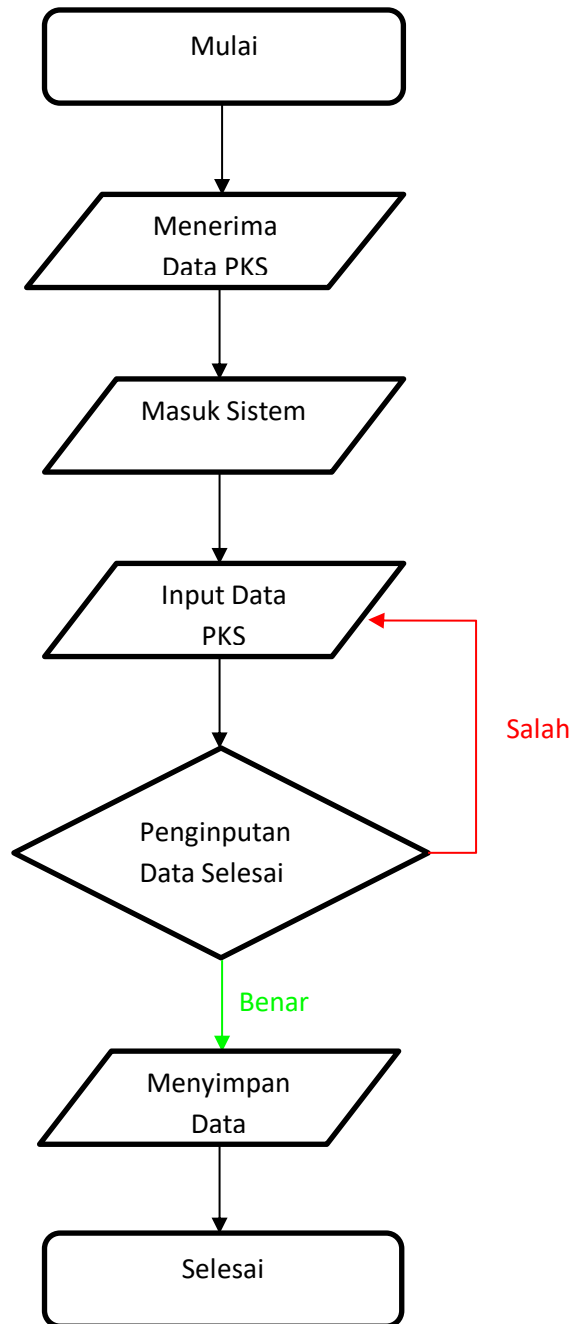 Mulai
Menerima
Data PKS
Masuk Sistem
Input Data
PKS
Salah
Penginputan
Data Selesai
Benar
Menyimpan
Data
Selesai